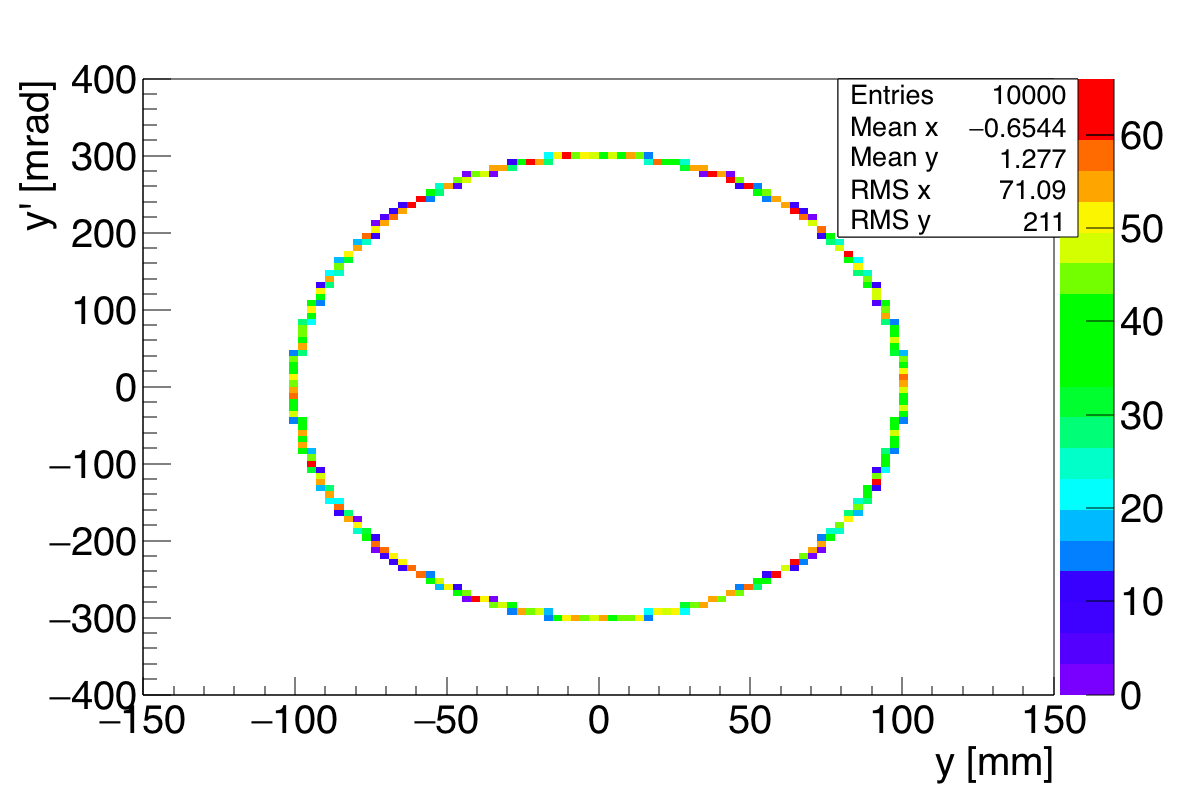 y' [mrad]
400
300
200
100
0
−100
−200
−300
−400
Entries 10000
Mean x −0.6544
Mean y 1.277
RMS x 71.09
RMS y 211
60
50
40
30
20
10
0
−150 −100 −50 0 50 100 150
y [mm]